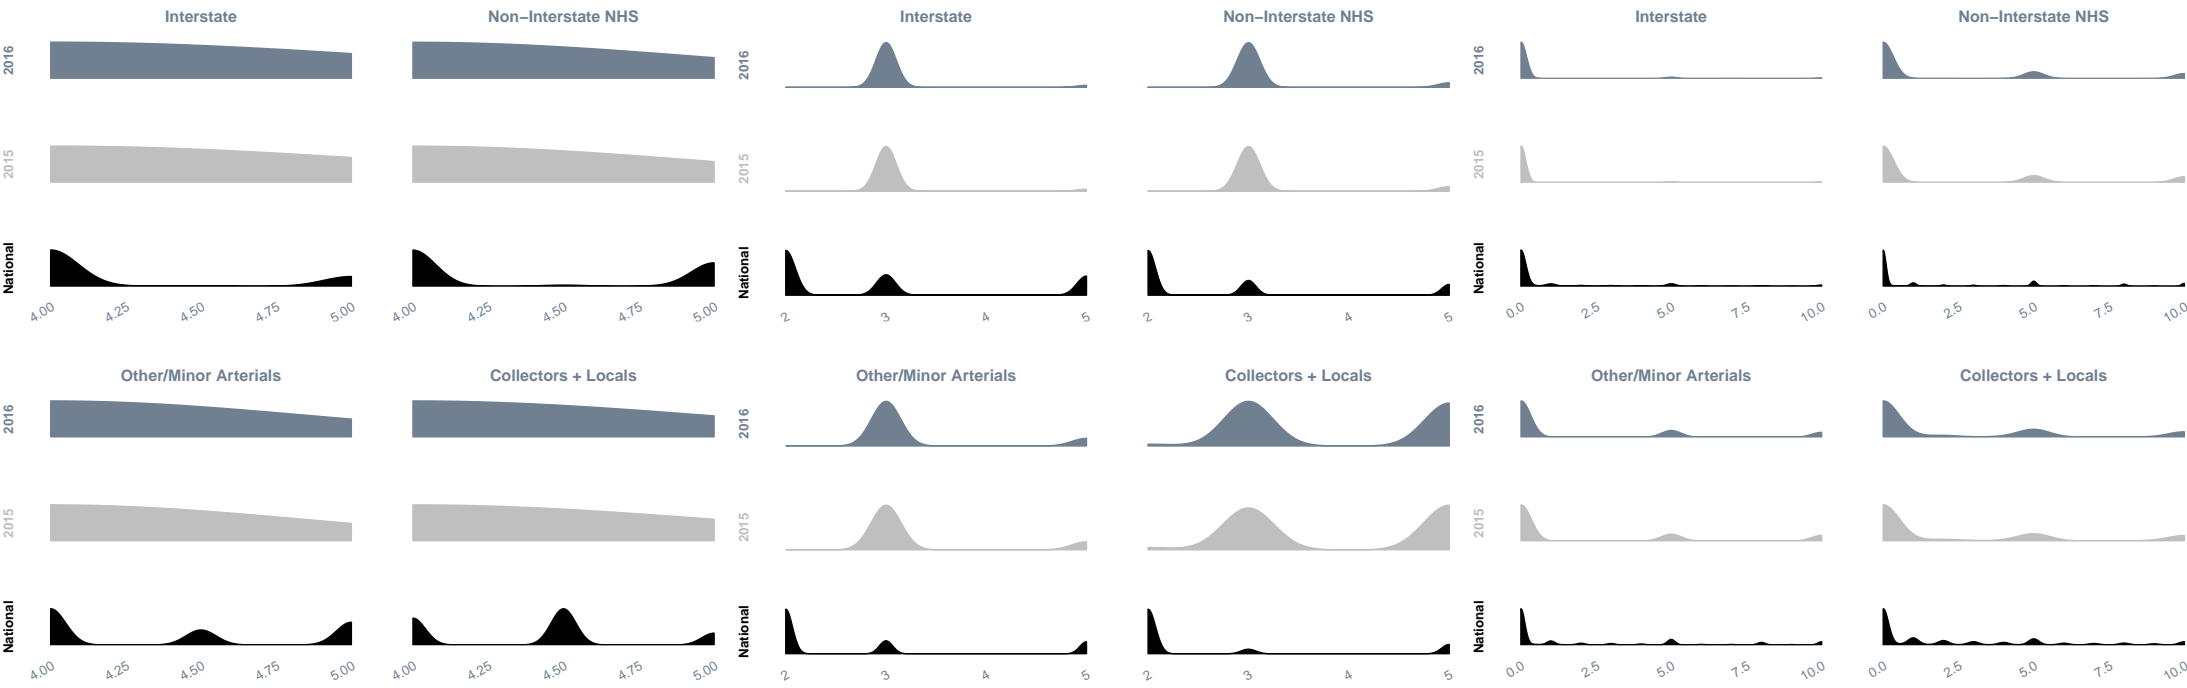 Interstate Non–Interstate NHS Interstate Non–Interstate NHS Interstate Non–Interstate NHS
2016 2016 2016
2015 2015 2015
National National National
4.00 4.25 4.50 4.75 5.00 4.00 4.25 4.50 4.75 5.00 2 3 4 5 2 3 4 5 0.0 2.5 5.0 7.5 10.0 0.0 2.5 5.0 7.5 10.0
Other/Minor Arterials Collectors + Locals Other/Minor Arterials Collectors + Locals Other/Minor Arterials Collectors + Locals
2016 2016 2016
2015 2015 2015
National National National
4.00 4.25 4.50 4.75 5.00 4.00 4.25 4.50 4.75 5.00 2 3 4 5 2 3 4 5 0.0 2.5 5.0 7.5 10.0 0.0 2.5 5.0 7.5 10.0